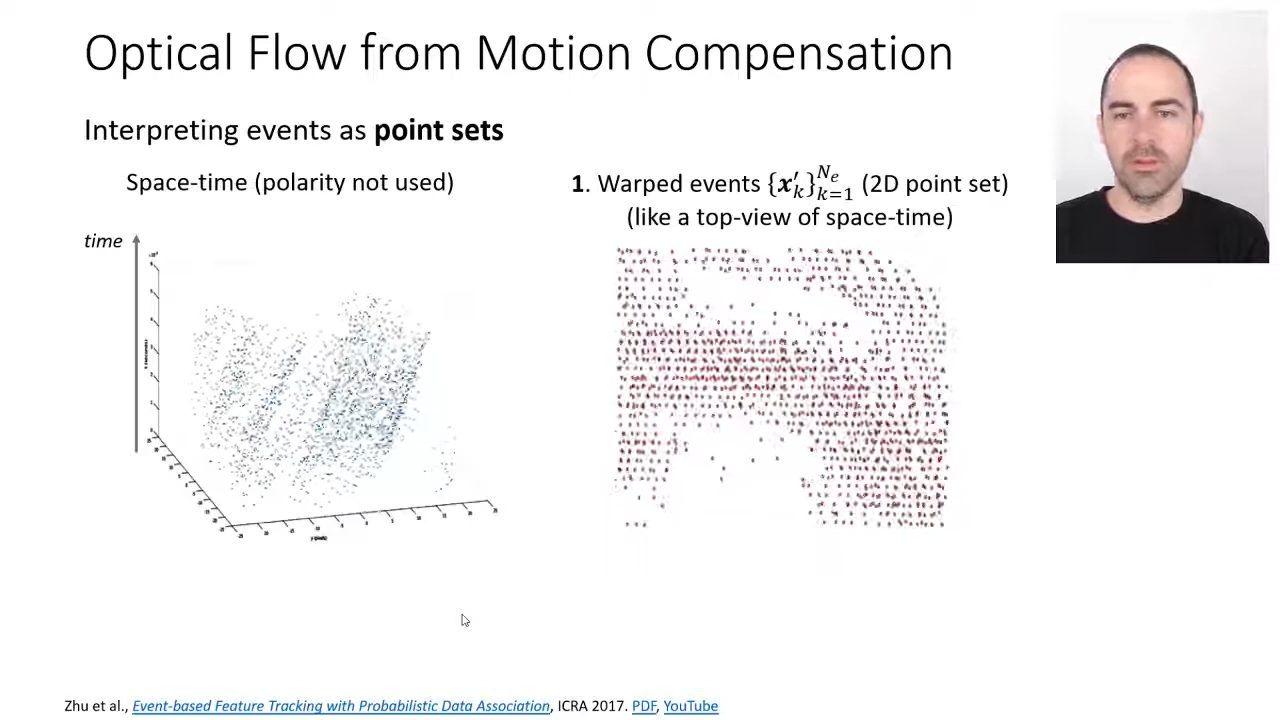 Optical Flow from Motion Compensation
Interpreting events as point sets
Space-time (polarity not used)
1. Warped events {x′ₖ}ₖ₌₁ᴺᵉ (2D point set)
(like a top-view of space-time)
time
Zhu et al., Event-based Feature Tracking with Probabilistic Data Association, ICRA 2017. PDF, YouTube